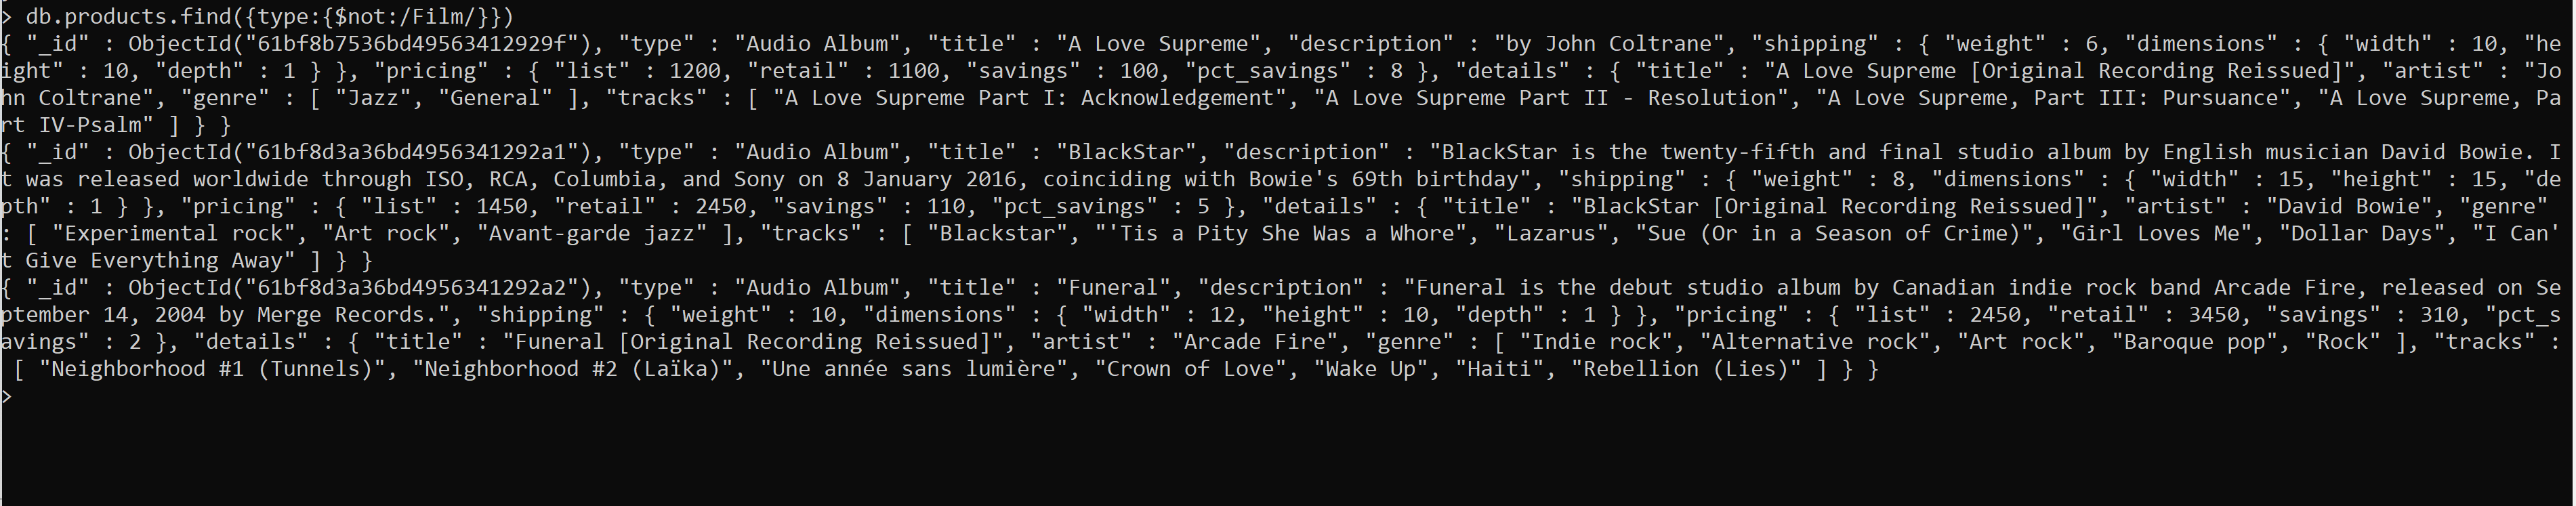 > db.products.find({type:{$not:/Film/}})
{ "_id" : ObjectId("61bf8b7536bd49563412929f"), "type" : "Audio Album", "title" : "A Love Supreme", "description" : "by John Coltrane", "shipping" : { "weight" : 6, "dimensions" : { "width" : 10, "he
ight" : 10, "depth" : 1 } }, "pricing" : { "list" : 1200, "retail" : 1100, "savings" : 100, "pct_savings" : 8 }, "details" : { "title" : "A Love Supreme [Original Recording Reissued]", "artist" : "Jo
hn Coltrane", "genre" : [ "Jazz", "General" ], "tracks" : [ "A Love Supreme Part I: Acknowledgement", "A Love Supreme Part II - Resolution", "A Love Supreme, Part III: Pursuance", "A Love Supreme, Pa
rt IV-Psalm" ] } }
{ "_id" : ObjectId("61bf8d3a36bd4956341292a1"), "type" : "Audio Album", "title" : "BlackStar", "description" : "BlackStar is the twenty-fifth and final studio album by English musician David Bowie. I
t was released worldwide through ISO, RCA, Columbia, and Sony on 8 January 2016, coinciding with Bowie's 69th birthday", "shipping" : { "weight" : 8, "dimensions" : { "width" : 15, "height" : 15, "de
pth" : 1 } }, "pricing" : { "list" : 1450, "retail" : 2450, "savings" : 110, "pct_savings" : 5 }, "details" : { "title" : "BlackStar [Original Recording Reissued]", "artist" : "David Bowie", "genre"
: [ "Experimental rock", "Art rock", "Avant-garde jazz" ], "tracks" : [ "Blackstar", "'Tis a Pity She Was a Whore", "Lazarus", "Sue (Or in a Season of Crime)", "Girl Loves Me", "Dollar Days", "I Can'
t Give Everything Away" ] } }
{ "_id" : ObjectId("61bf8d3a36bd4956341292a2"), "type" : "Audio Album", "title" : "Funeral", "description" : "Funeral is the debut studio album by Canadian indie rock band Arcade Fire, released on Se
ptember 14, 2004 by Merge Records.", "shipping" : { "weight" : 10, "dimensions" : { "width" : 12, "height" : 10, "depth" : 1 } }, "pricing" : { "list" : 2450, "retail" : 3450, "savings" : 310, "pct_s
avings" : 2 }, "details" : { "title" : "Funeral [Original Recording Reissued]", "artist" : "Arcade Fire", "genre" : [ "Indie rock", "Alternative rock", "Art rock", "Baroque pop", "Rock" ], "tracks" :
[ "Neighborhood #1 (Tunnels)", "Neighborhood #2 (Laïka)", "Une année sans lumière", "Crown of Love", "Wake Up", "Haiti", "Rebellion (Lies)" ] } }
>